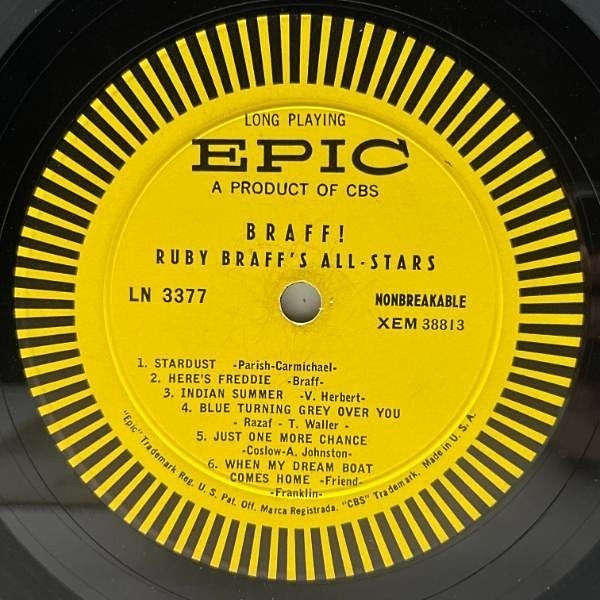 LONG PLAYING
EPIC
A PRODUCT OF CBS
BRAFF!
RUBY BRAFF'S ALL-STARS
LN 3377
NONBREAKABLE
XEM 38813
1. STARDUST -Parish-Carmichael-
2. HERE'S FREDDIE -Braff-
3. INDIAN SUMMER -V. Herbert-
4. BLUE TURNING GREY OVER YOU
- Razaf - T. Waller -
5. JUST ONE MORE CHANCE
-Coslow-A. Johnston-
6. WHEN MY DREAM BOAT
COMES HOME -Friend-
-Franklin-
"Epic" Trademark Reg. U. S. Pat. Off. Marca Registrada. "CBS" Trademark. Made in U. S. A.